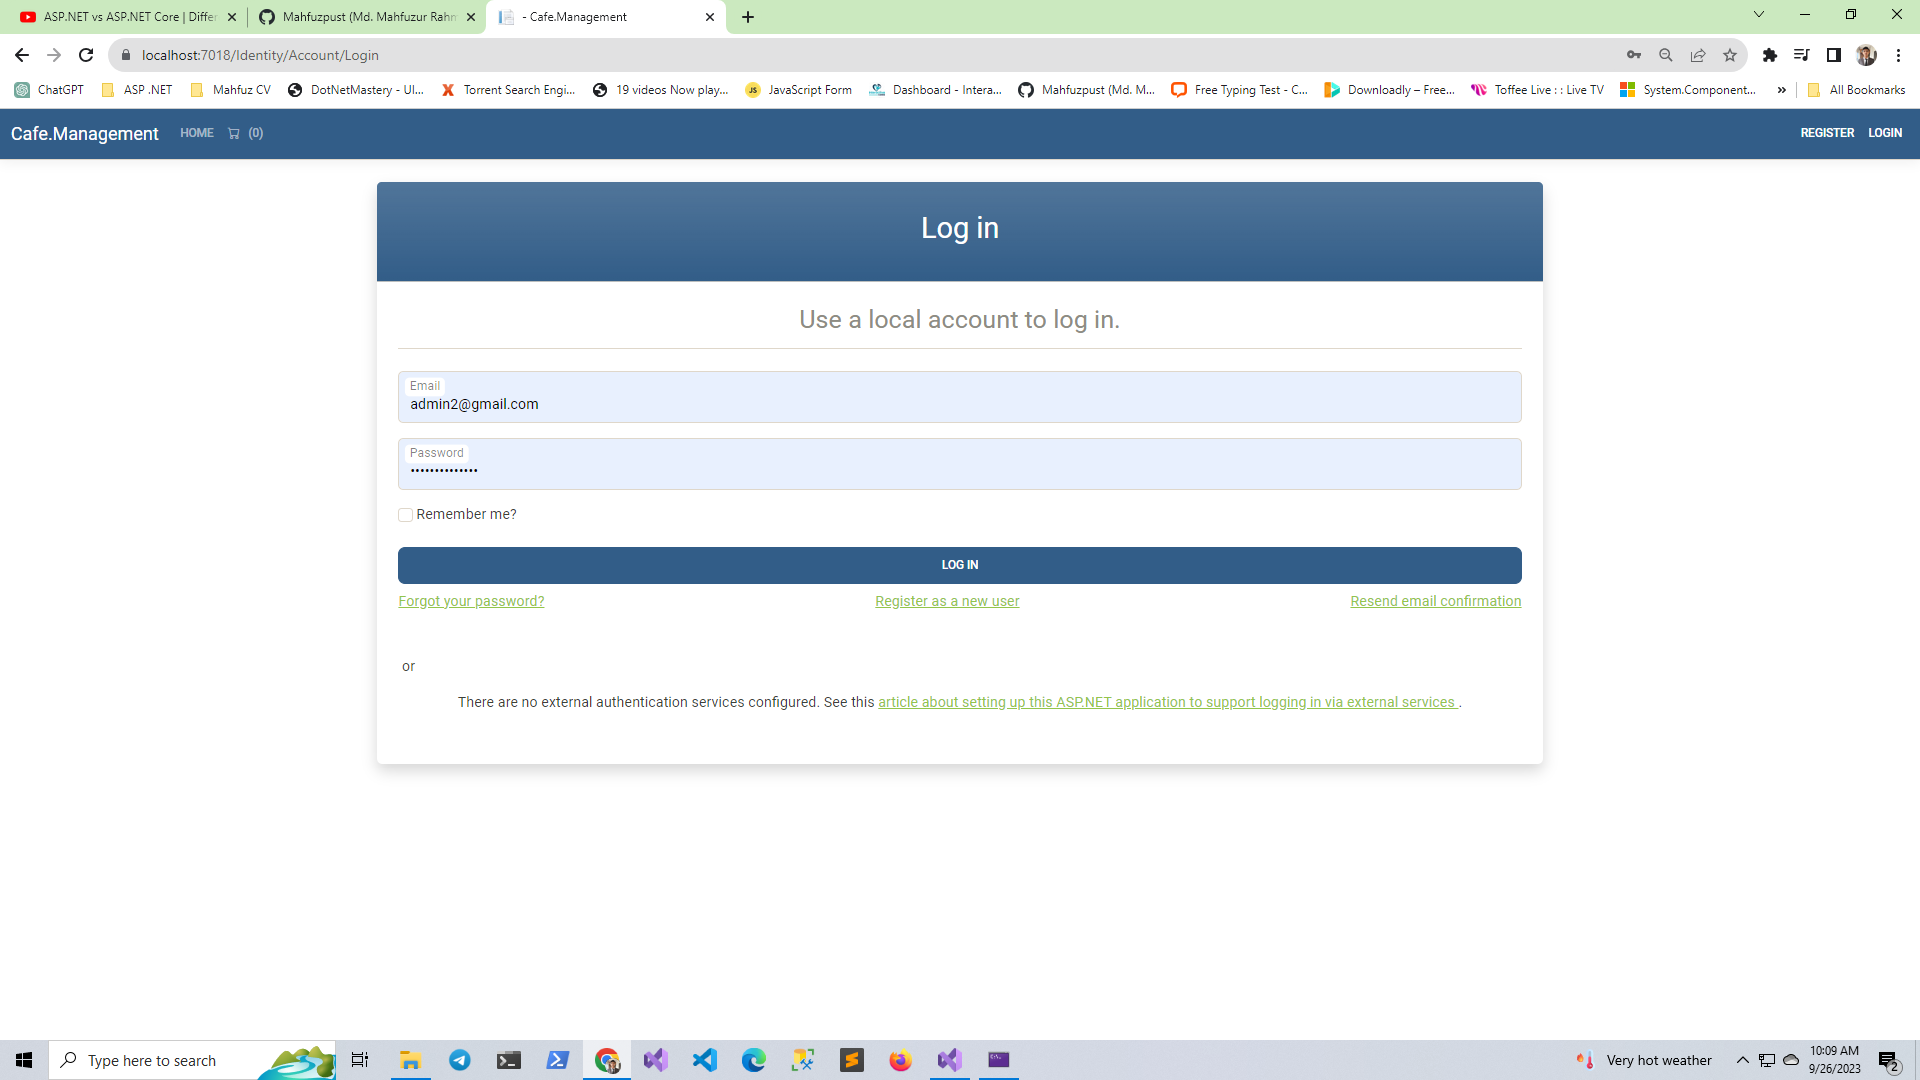 ASP.NET vs ASP.NET Core | Differ
Mahfuzpust (Md. Mahfuzur Rahm
- Cafe.Management
localhost:7018/Identity/Account/Login
ChatGPT
ASP .NET
Mahfuz CV
DotNetMastery - UI...
Torrent Search Engi...
19 videos Now play...
JavaScript Form
Dashboard - Intera...
Mahfuzpust (Md. M...
Free Typing Test - C...
Downloadly – Free...
Toffee Live : : Live TV
System.Component...
»
All Bookmarks
Cafe.Management
HOME
(0)
REGISTER
LOGIN
Log in
Use a local account to log in.
Email
admin2@gmail.com
Password
••••••••••••••
Remember me?
LOG IN
Forgot your password?
Register as a new user
Resend email confirmation
or
There are no external authentication services configured. See this article about setting up this ASP.NET application to support logging in via external services .
Type here to search
Very hot weather
10:09 AM
9/26/2023
2